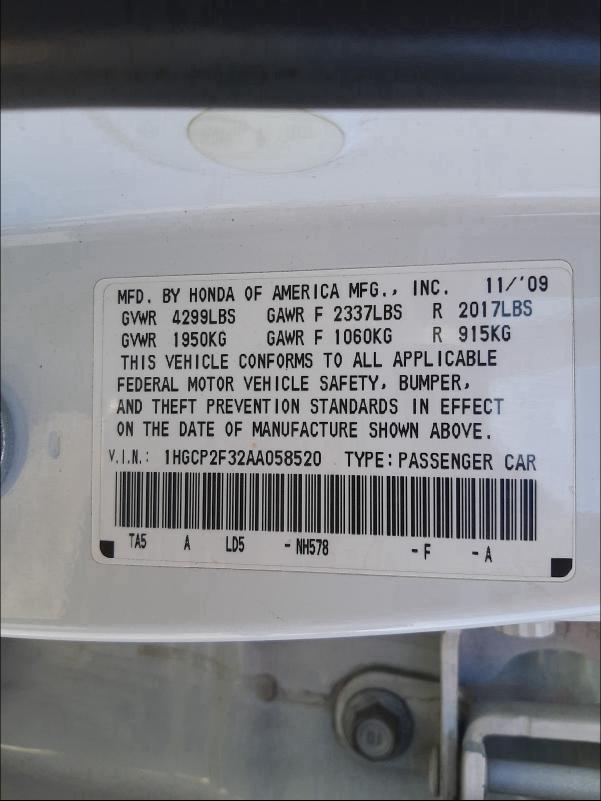 MFD. BY HONDA OF AMERICA MFG., INC. 11/'09
GVWR 4299LBS GAWR F 2337LBS R 2017LBS
GVWR 1950KG GAWR F 1060KG R 915KG
THIS VEHICLE CONFORMS TO ALL APPLICABLE
FEDERAL MOTOR VEHICLE SAFETY, BUMPER,
AND THEFT PREVENTION STANDARDS IN EFFECT
ON THE DATE OF MANUFACTURE SHOWN ABOVE.
V.I.N.: 1HGCP2F32AA058520 TYPE: PASSENGER CAR
TA5 A LD5 -NH578 -F -A